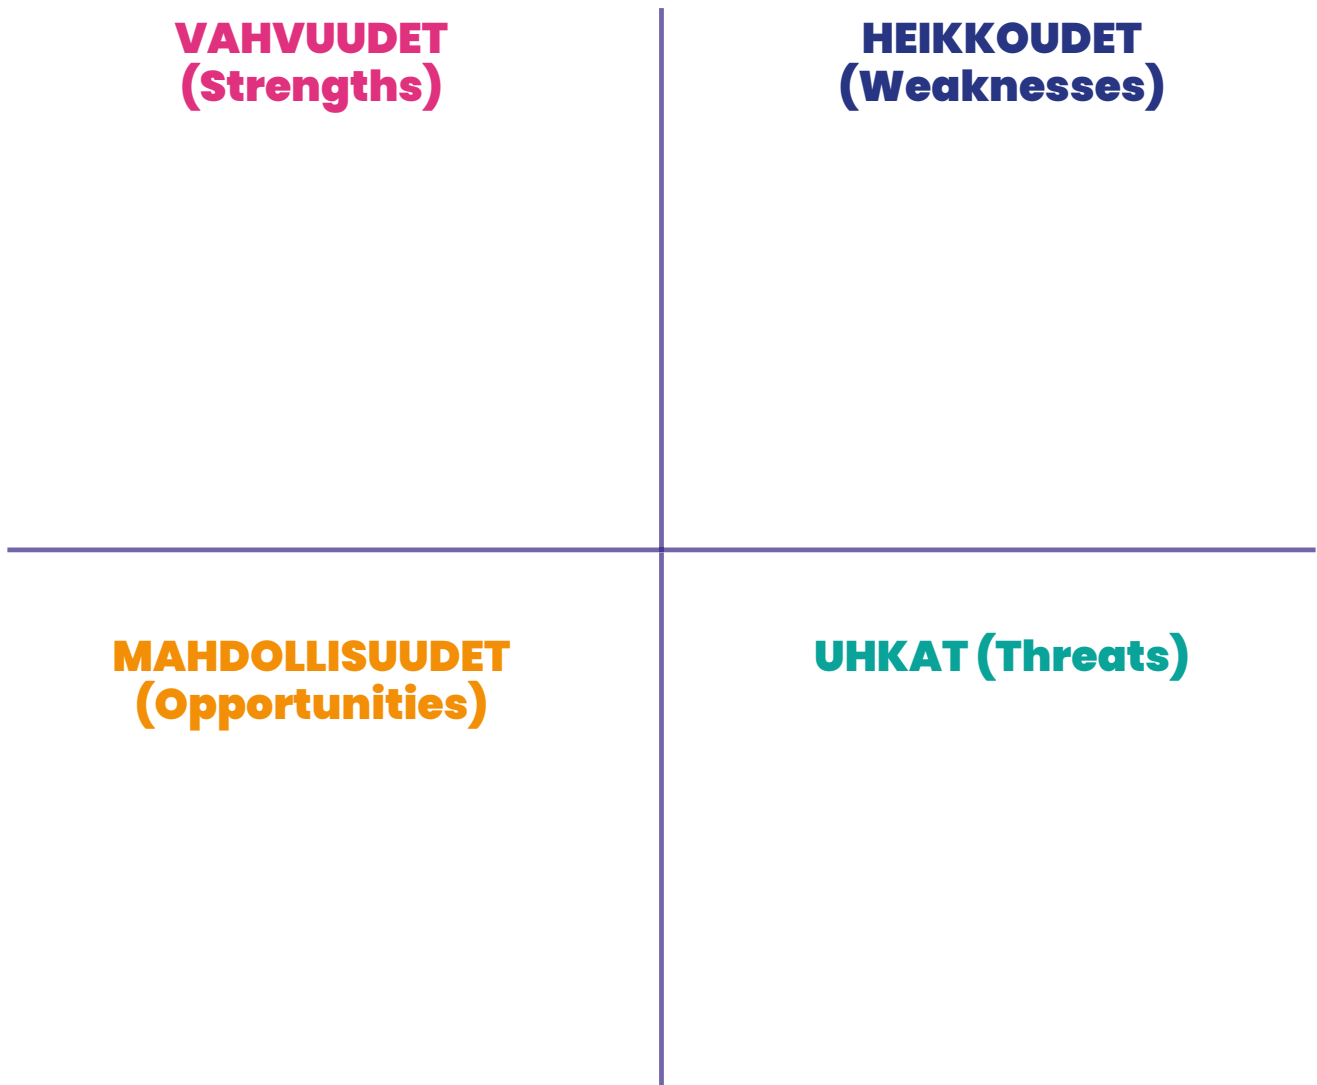 VAHVUUDET
(Strengths)
HEIKKOUDET
(Weaknesses)
MAHDOLLISUUDET
(Opportunities)
UHKAT (Threats)